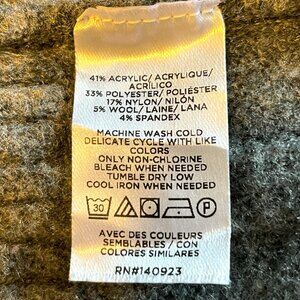 41% ACRYLIC/ ACRYLIQUE/
ACRÍLICO
33% POLYESTER/ POLIÉSTER
17% NYLON/ NILÓN
5% WOOL/ LAINE/ LANA
4% SPANDEX
MACHINE WASH COLD
DELICATE CYCLE WITH LIKE
COLORS
ONLY NON-CHLORINE
BLEACH WHEN NEEDED
TUMBLE DRY LOW
COOL IRON WHEN NEEDED
30 P
AVEC DES COULEURS
SEMBLABLES / CON
COLORES SIMILARES
RN#140923